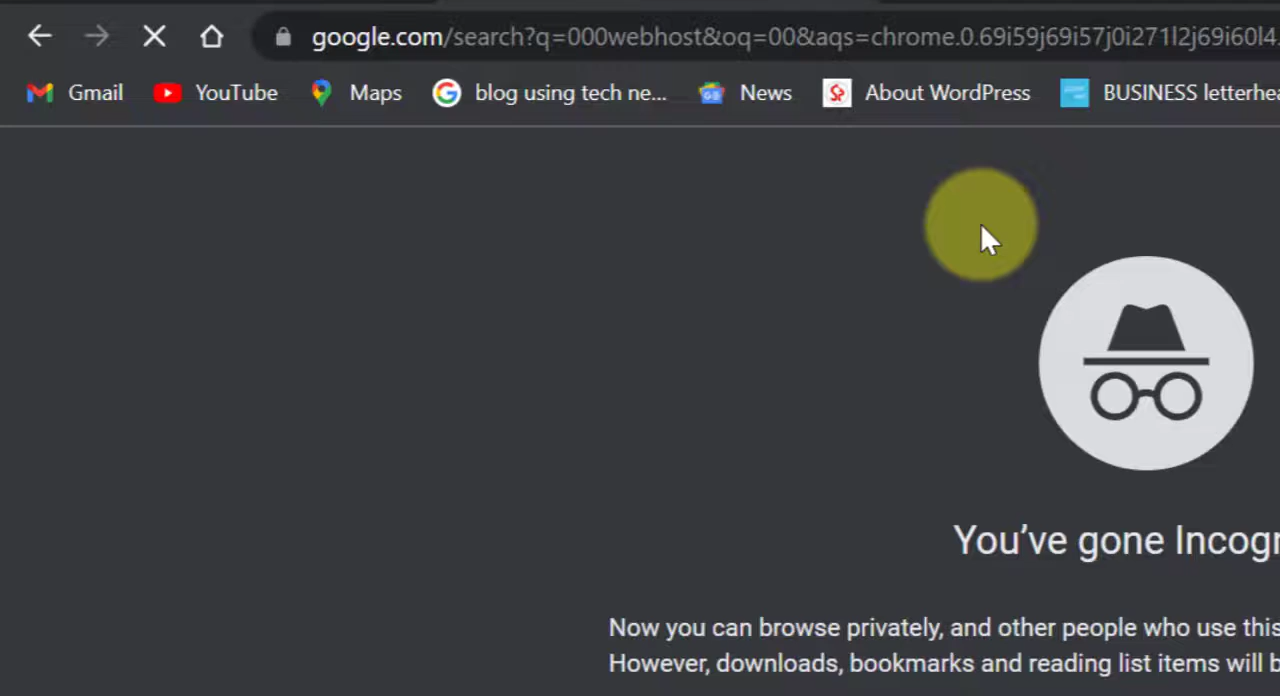 google.com/search?q=000webhost&oq=00&aqs=chrome.0.69i59j69i57j0i271l2j69i60l4.
Gmail YouTube Maps blog using tech ne... News About WordPress BUSINESS letterhea
You've gone Incogn
Now you can browse privately, and other people who use this
However, downloads, bookmarks and reading list items will b